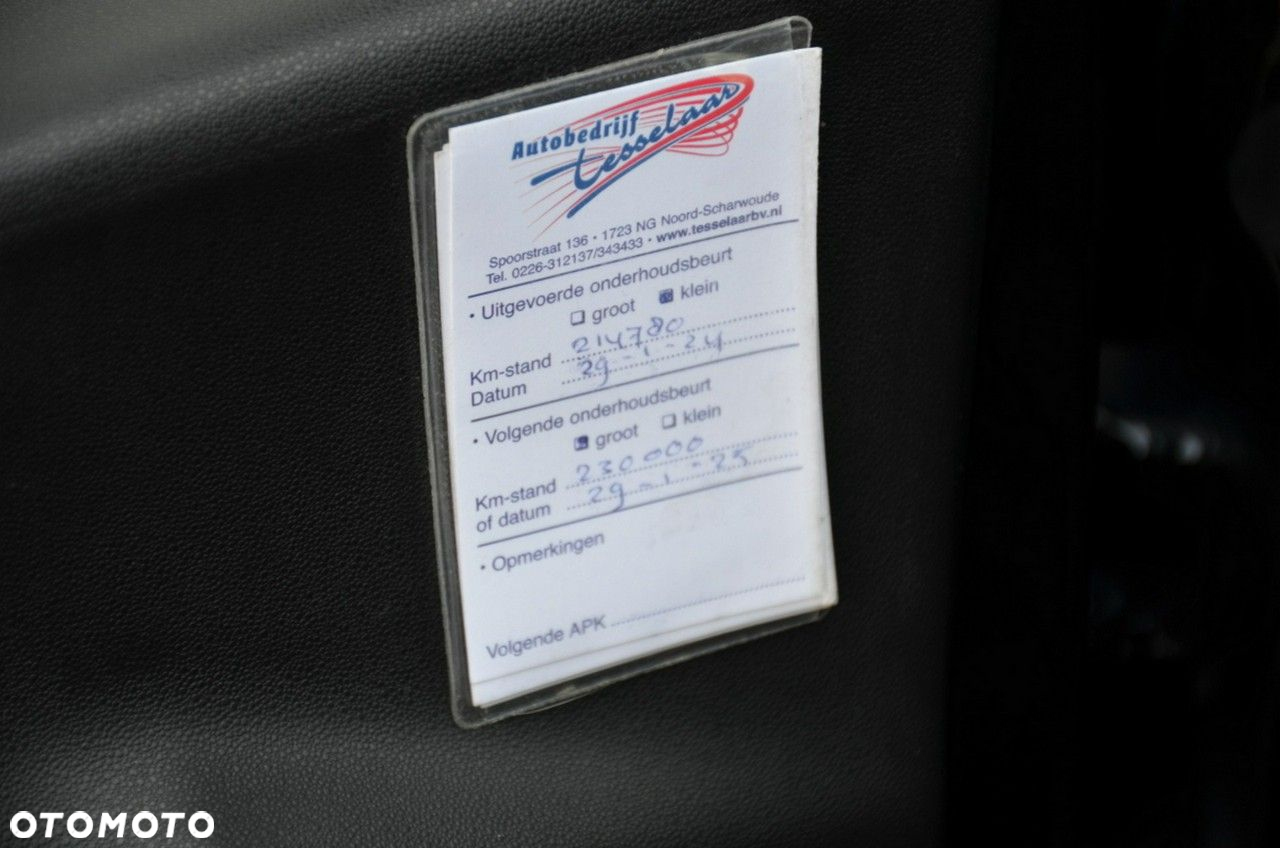 Autobedrijf
Tesselaar
Spoorstraat 136 • 1723 NG Noord-Scharwoude
Tel. 0226-312137/343433 • www.tesselaarbv.nl
• Uitgevoerde onderhoudsbeurt
groot klein
Km-stand 214780
Datum 29-1-24
• Volgende onderhoudsbeurt
groot klein
Km-stand 230000
of datum 29-1-25
• Opmerkingen
Volgende APK
OTOMOTO